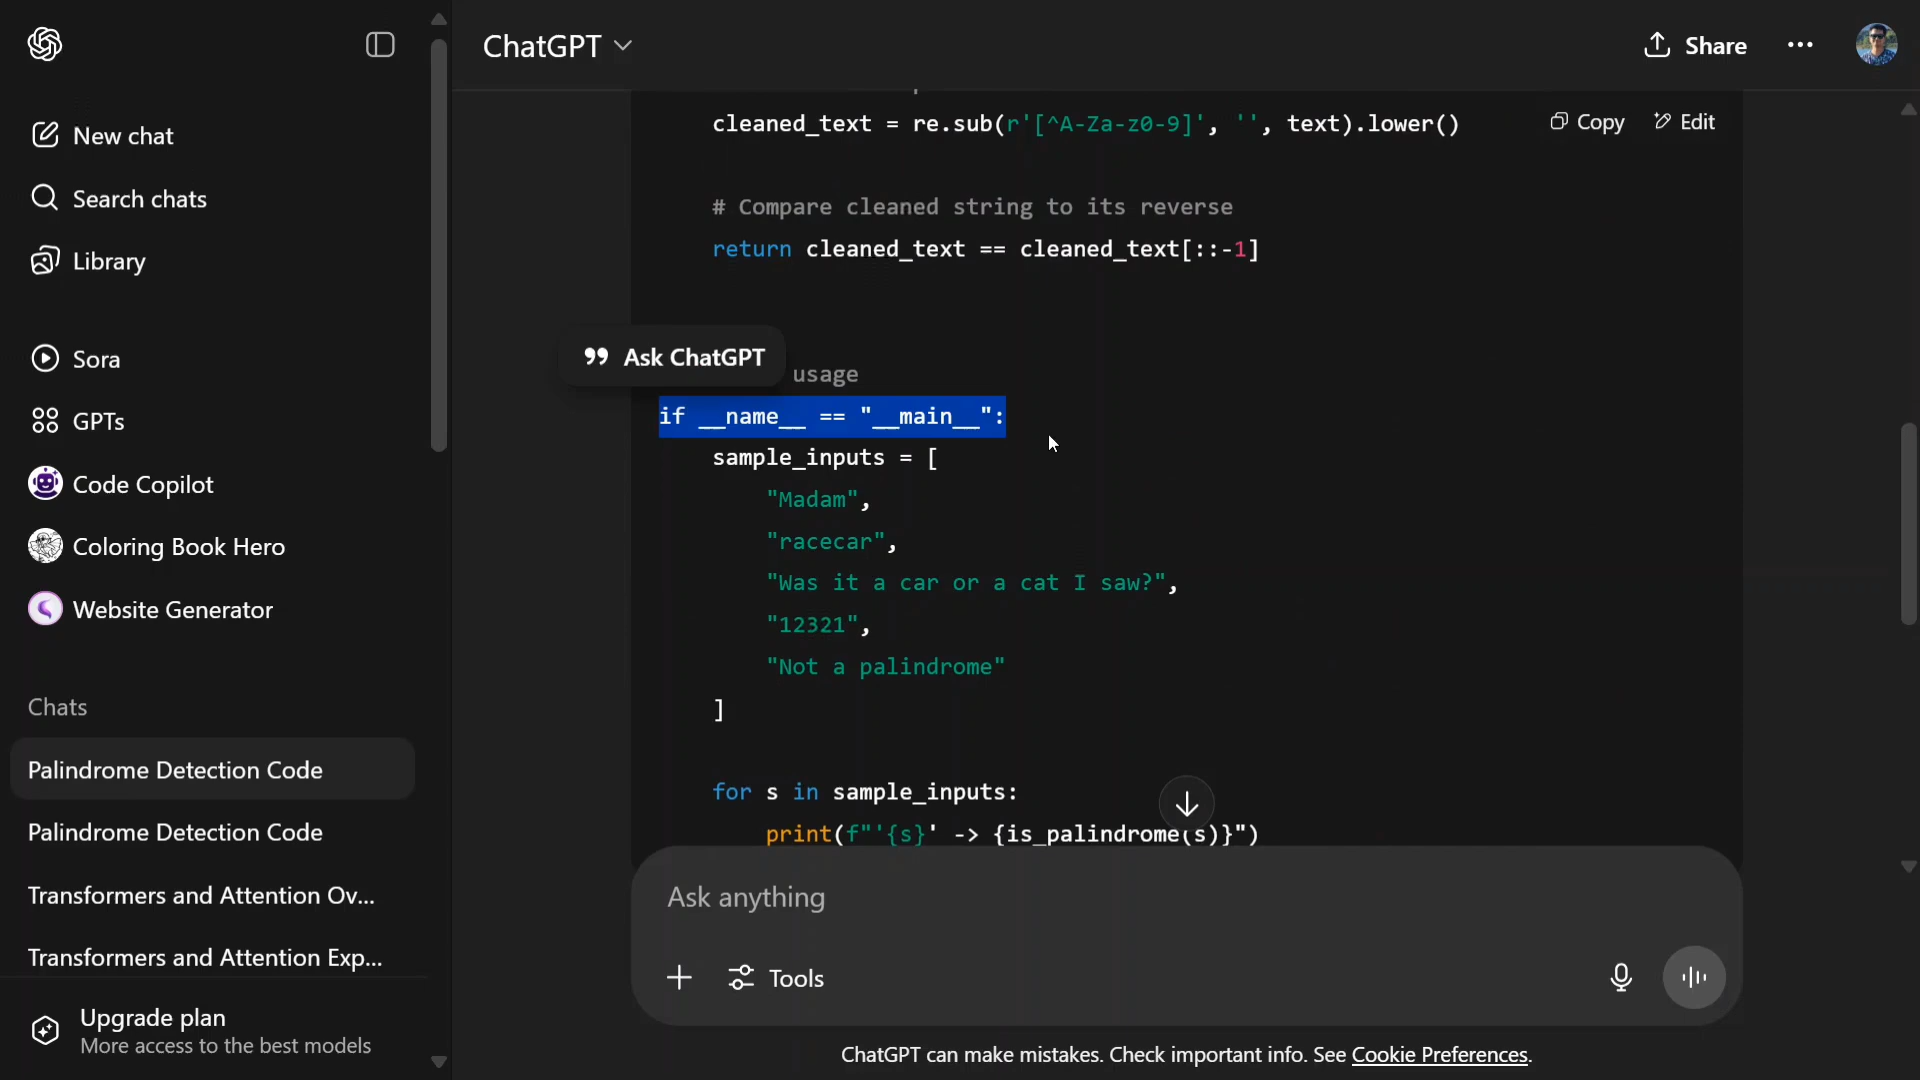 ChatGPT
Share
New chat
Search chats
Library
Sora
GPTs
Code Copilot
Coloring Book Hero
Website Generator
Chats
Palindrome Detection Code
Palindrome Detection Code
Transformers and Attention Ov...
Transformers and Attention Exp...
Upgrade plan
More access to the best models
cleaned_text = re.sub(r'[^A-Za-z0-9]', '', text).lower()
Copy
Edit
# Compare cleaned string to its reverse
return cleaned_text == cleaned_text[::-1]
Ask ChatGPT
usage
if __name__ == "__main__":
sample_inputs = [
"Madam",
"racecar",
"Was it a car or a cat I saw?",
"12321",
"Not a palindrome"
]
for s in sample_inputs:
print(f"'{s}' -> {is_palindrome(s)}")
Ask anything
Tools
ChatGPT can make mistakes. Check important info. See Cookie Preferences.